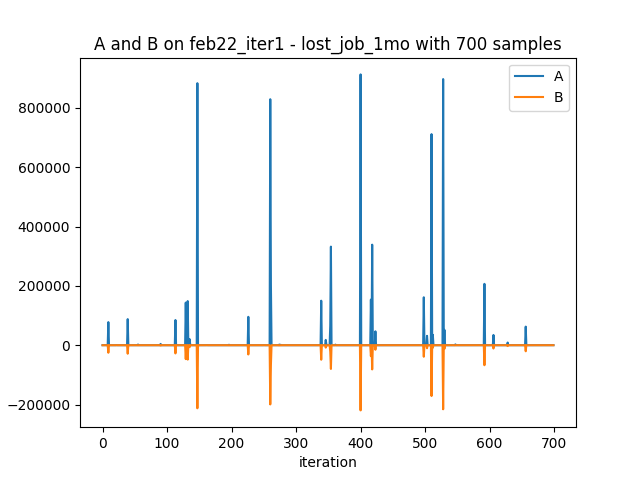 A and B on feb22_iter1 - lost_job_1mo with 700 samples
A
B
800000
600000
400000
200000
0
−200000
0 100 200 300 400 500 600 700
iteration